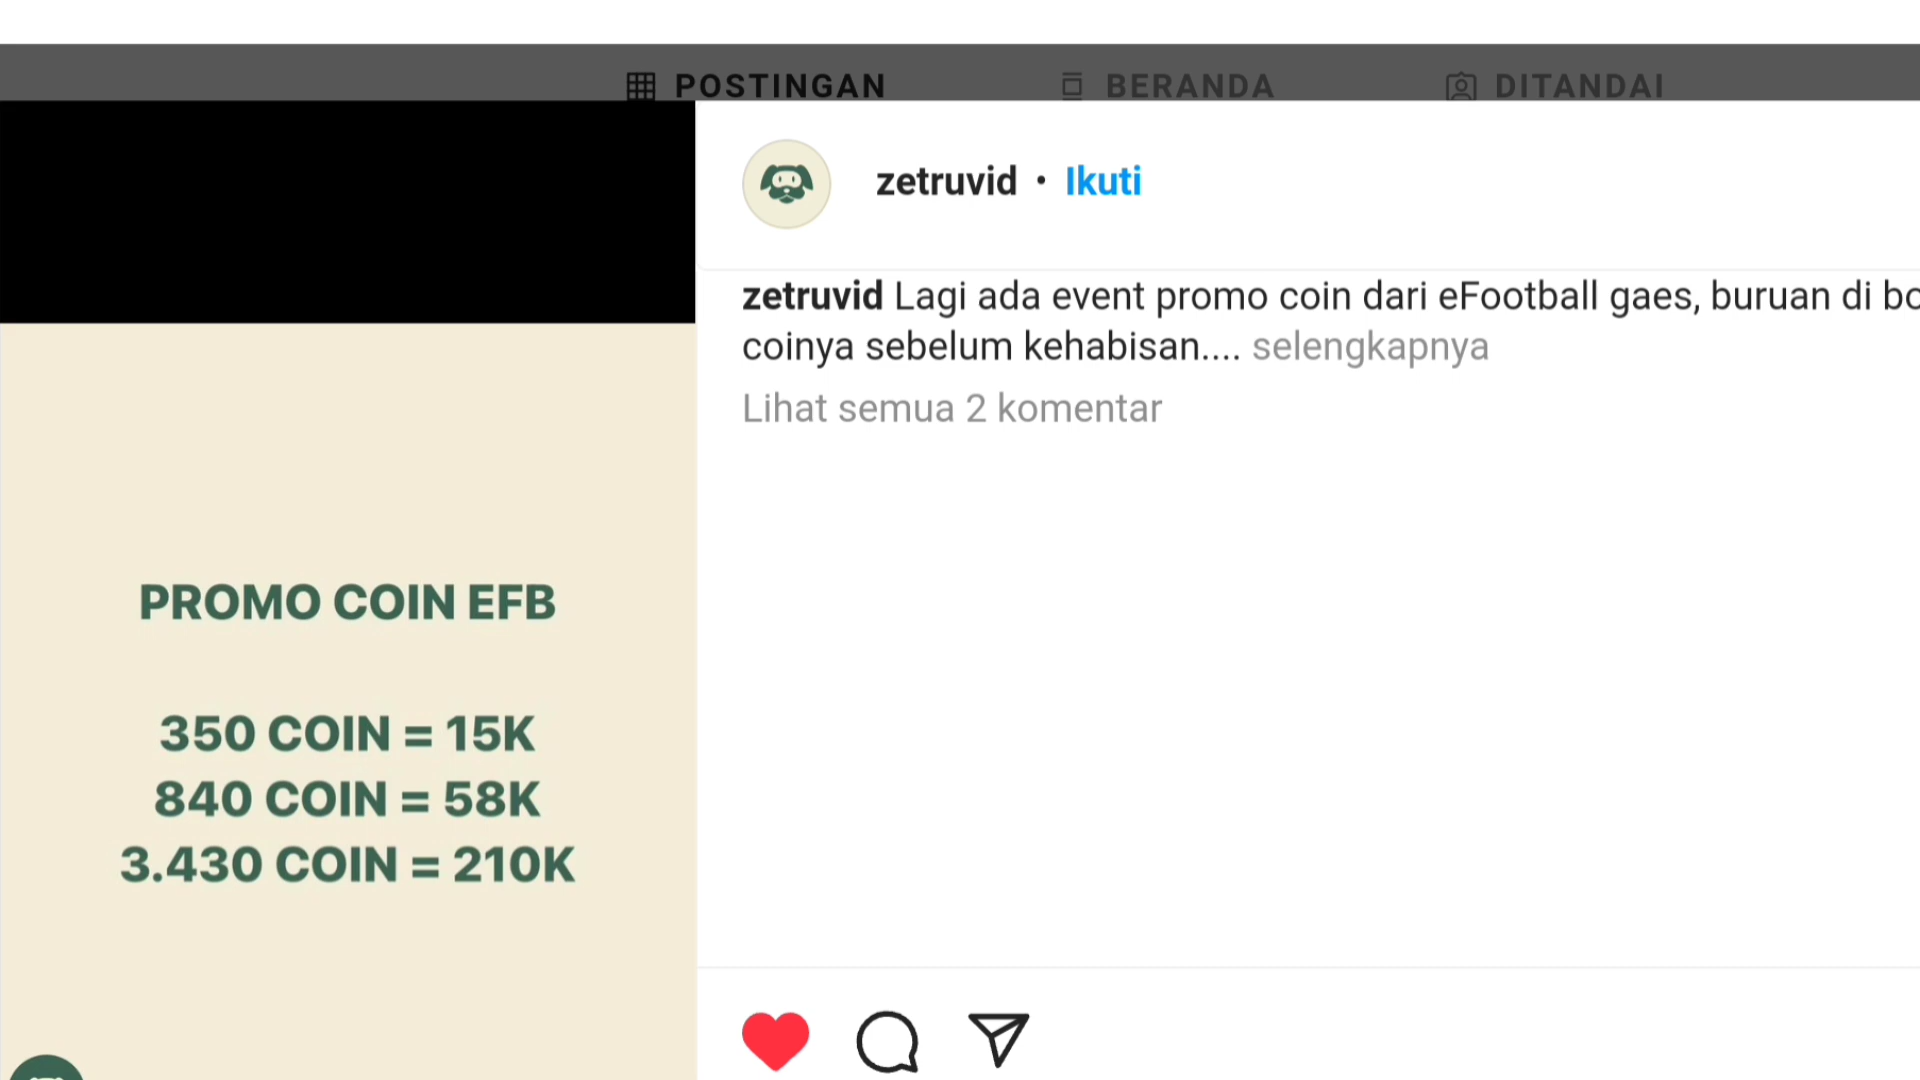 POSTINGAN
BERANDA
DITANDAI
zetruvid • Ikuti
zetruvid Lagi ada event promo coin dari eFootball gaes, buruan di
coinya sebelum kehabisan.... selengkapnya
Lihat semua 2 komentar
PROMO COIN EFB
350 COIN = 15K
840 COIN = 58K
3.430 COIN = 210K